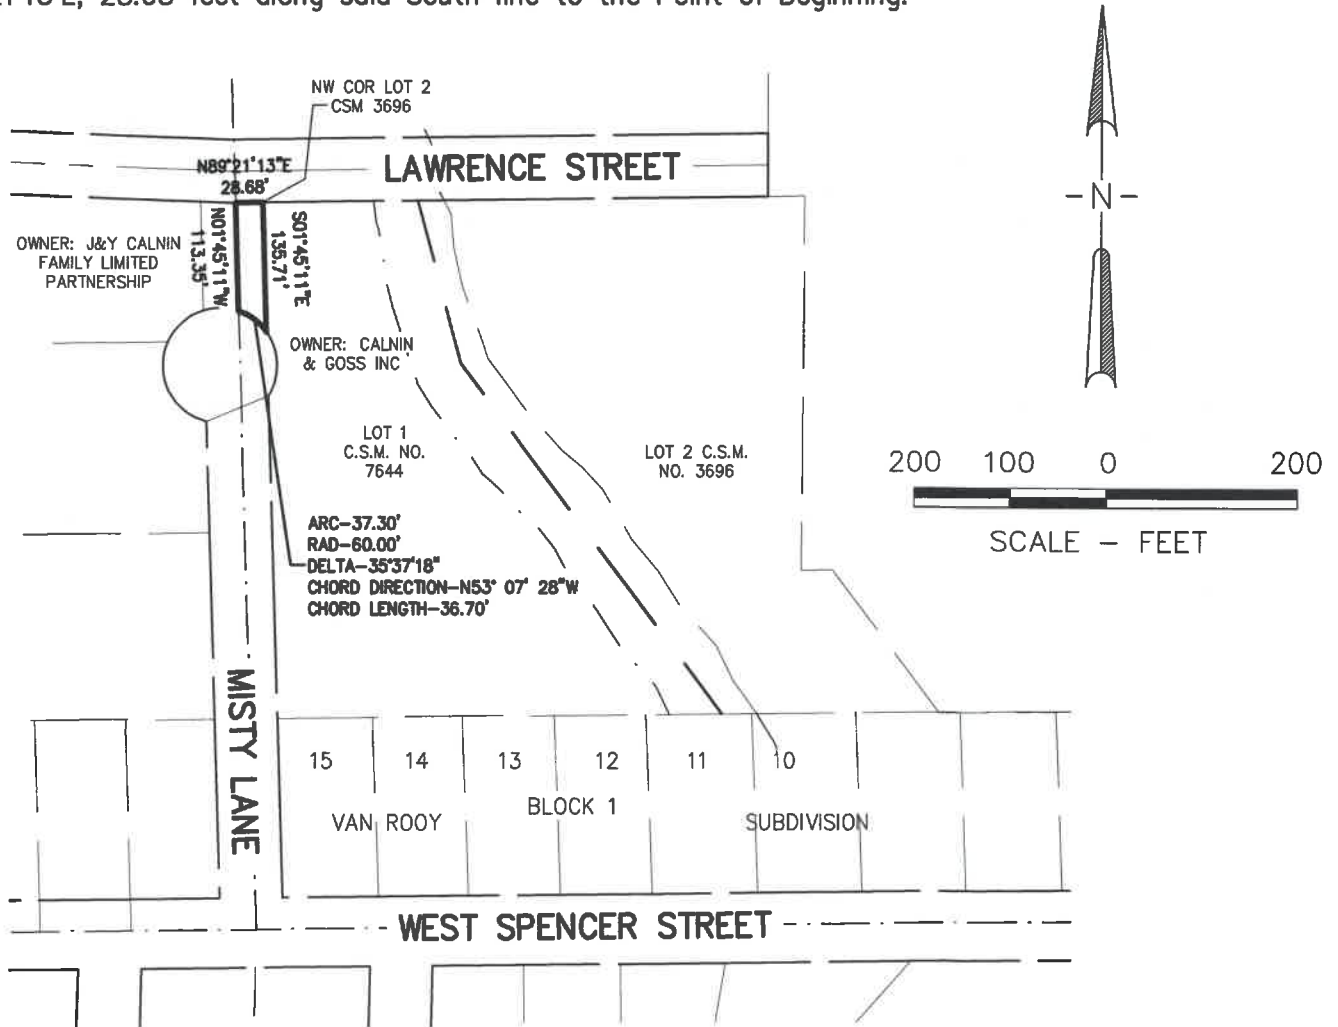 28.68 feet along said South line to the Point of Beginning.
NW COR LOT 2
CSM 3696
N89°21'13"E
28.68'
LAWRENCE STREET
N01°45'11"W
113.35'
S01°45'11"E
135.71'
OWNER: J&Y CALNIN
FAMILY LIMITED
PARTNERSHIP
OWNER: CALNIN
& GOSS INC
-N-
LOT 1
C.S.M. NO.
7644
LOT 2 C.S.M.
NO. 3696
200 100 0 200
SCALE - FEET
ARC-37.30'
RAD-60.00'
DELTA-35°37'18"
CHORD DIRECTION-N53° 07' 28"W
CHORD LENGTH-36.70'
MISTY LANE
15 14 13 12 11 10
VAN ROOY BLOCK 1 SUBDIVISION
WEST SPENCER STREET